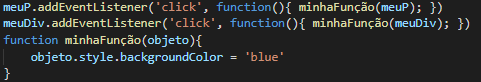 meuP.addEventListener('click', function(){ minhaFunção(meuP); })
meuDiv.addEventListener('click', function(){ minhaFunção(meuDiv); })
function minhaFunção(objeto){
    objeto.style.backgroundColor = 'blue'
}